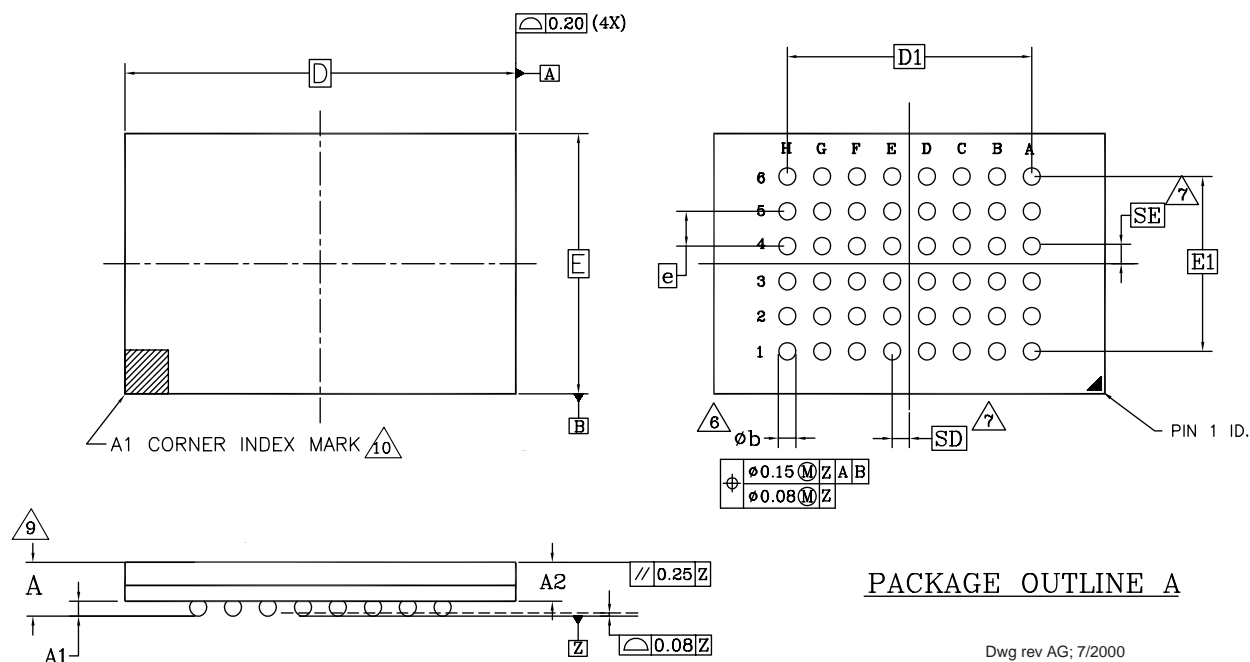 0.20 (4X)
D
A
D1
H G F E D C B A
6
5
4
3
2
1
7
SE
E
e
E1
B
A1 CORNER INDEX MARK 10
6
øb
SD
7
PIN 1 ID.
ø0.15 Ⓜ Z A B
ø0.08 Ⓜ Z
9
A
A2
// 0.25 Z
A1
Z
0.08 Z
PACKAGE OUTLINE A
Dwg rev AG; 7/2000